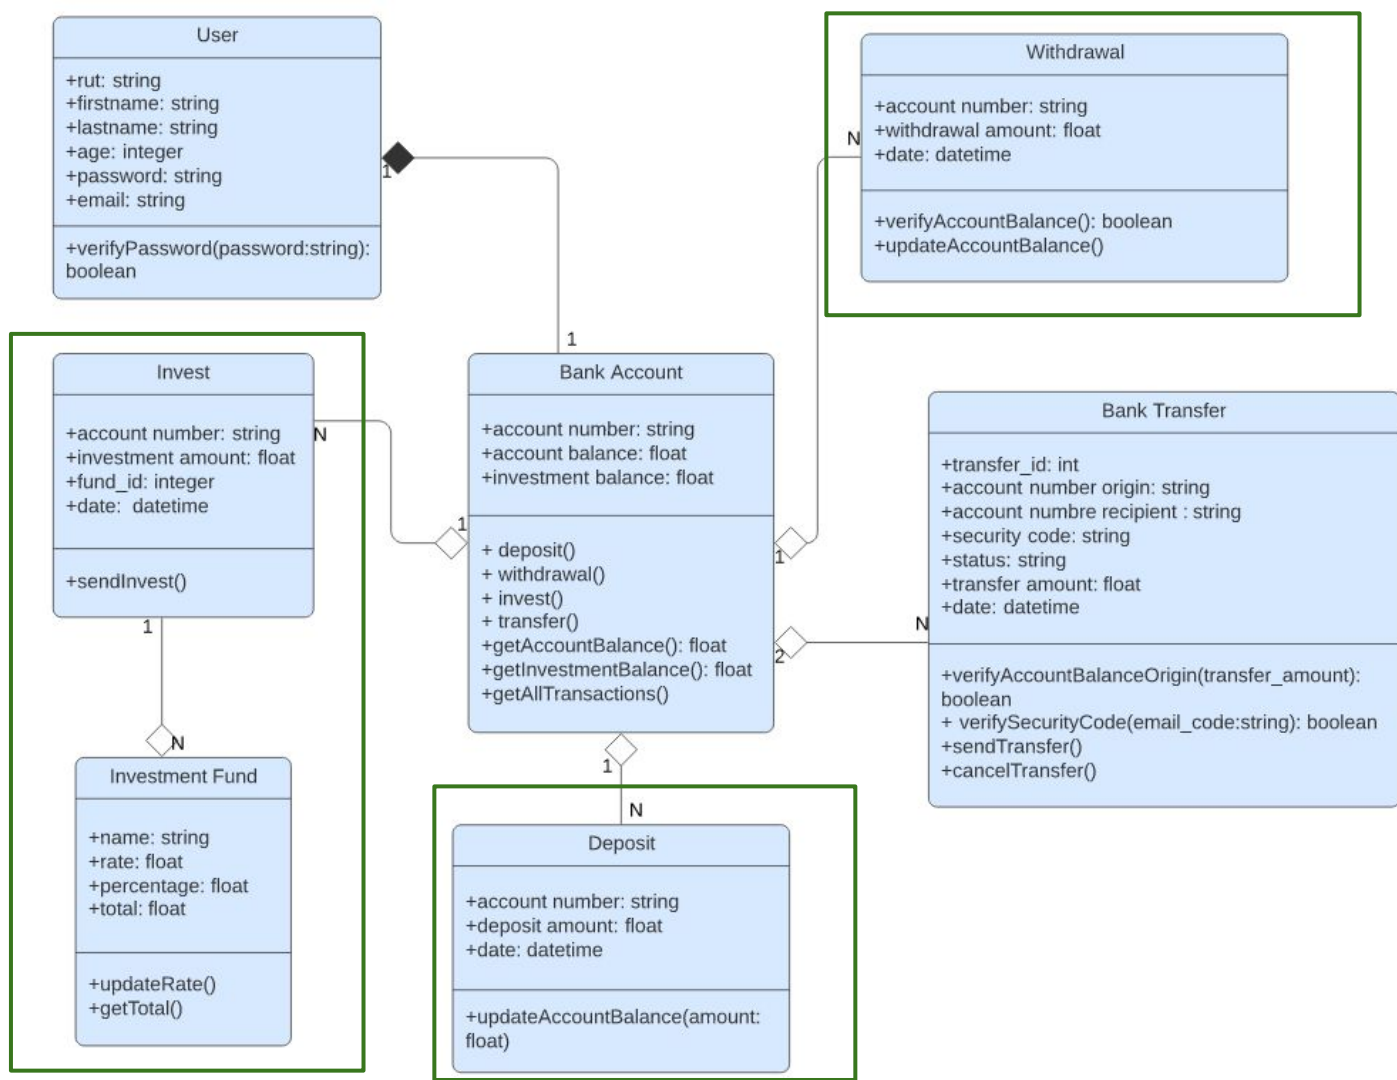 User
+rut: string
+firstname: string
+lastname: string
+age: integer
+password: string
+email: string
+verifyPassword(password:string):
boolean
1
1
Withdrawal
+account number: string
+withdrawal amount: float
+date: datetime
+verifyAccountBalance(): boolean
+updateAccountBalance()
N
Invest
+account number: string
+investment amount: float
+fund_id: integer
+date:  datetime
+sendInvest()
N
1
1
Bank Account
+account number: string
+account balance: float
+investment balance: float
+ deposit()
+ withdrawal()
+ invest()
+ transfer()
+getAccountBalance(): float
+getInvestmentBalance(): float
+getAllTransactions()
1
2
N
1
Bank Transfer
+transfer_id: int
+account number origin: string
+account numbre recipient : string
+security code: string
+status: string
+transfer amount: float
+date: datetime
+verifyAccountBalanceOrigin(transfer_amount):
boolean
+ verifySecurityCode(email_code:string): boolean
+sendTransfer()
+cancelTransfer()
N
Investment Fund
+name: string
+rate: float
+percentage: float
+total: float
+updateRate()
+getTotal()
N
Deposit
+account number: string
+deposit amount: float
+date: datetime
+updateAccountBalance(amount:
float)